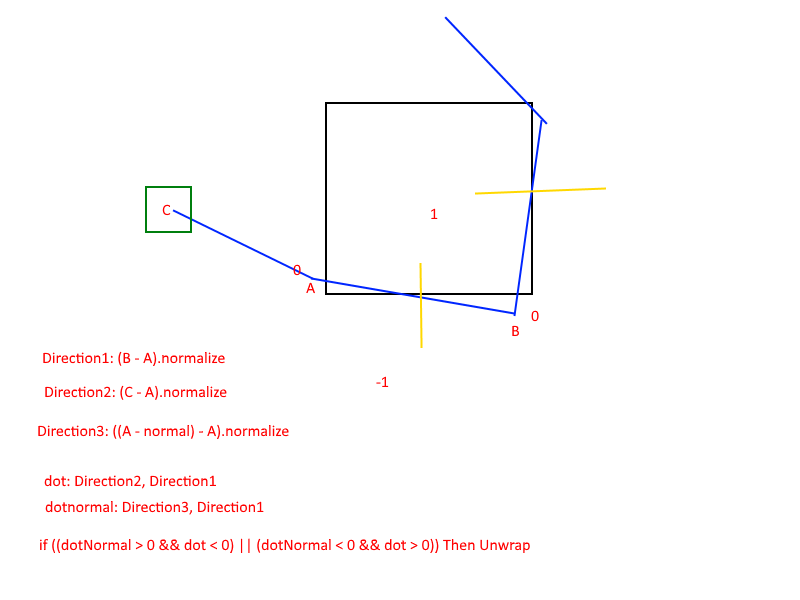 C
1
0
A
0
B
-1
Direction1: (B - A).normalize
Direction2: (C - A).normalize
Direction3: ((A - normal) - A).normalize
dot: Direction2, Direction1
dotnormal: Direction3, Direction1
if ((dotNormal > 0 && dot < 0) || (dotNormal < 0 && dot > 0)) Then Unwrap